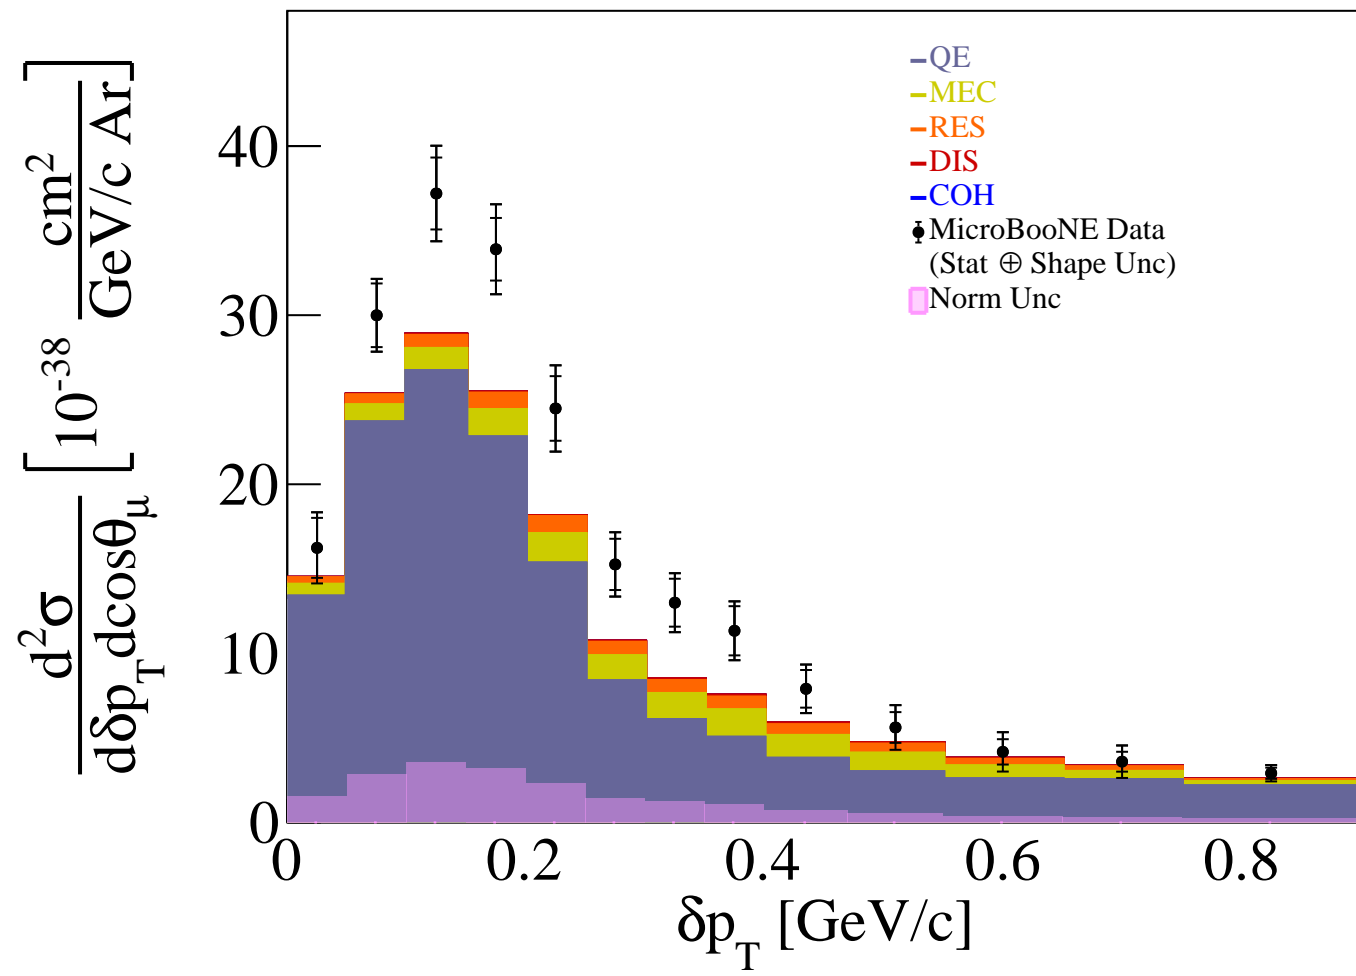 d²σ / dδp_T dcosθ_μ [10⁻³⁸ cm² / GeV/c Ar]
QE
MEC
RES
DIS
COH
MicroBooNE Data
(Stat ⊕ Shape Unc)
Norm Unc
40
30
20
10
0
0 0.2 0.4 0.6 0.8
δp_T [GeV/c]